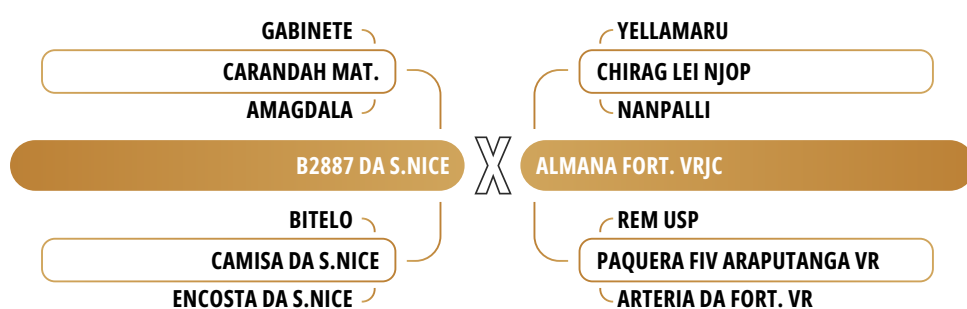 GABINETE
CARANDAH MAT.
AMAGDALA
B2887 DA S.NICE
BITELO
CAMISA DA S.NICE
ENCOSTA DA S.NICE
X
YELLAMARU
CHIRAG LEI NJOP
NANPALLI
ALMANA FORT. VRJC
REM USP
PAQUERA FIV ARAPUTANGA VR
ARTERIA DA FORT. VR